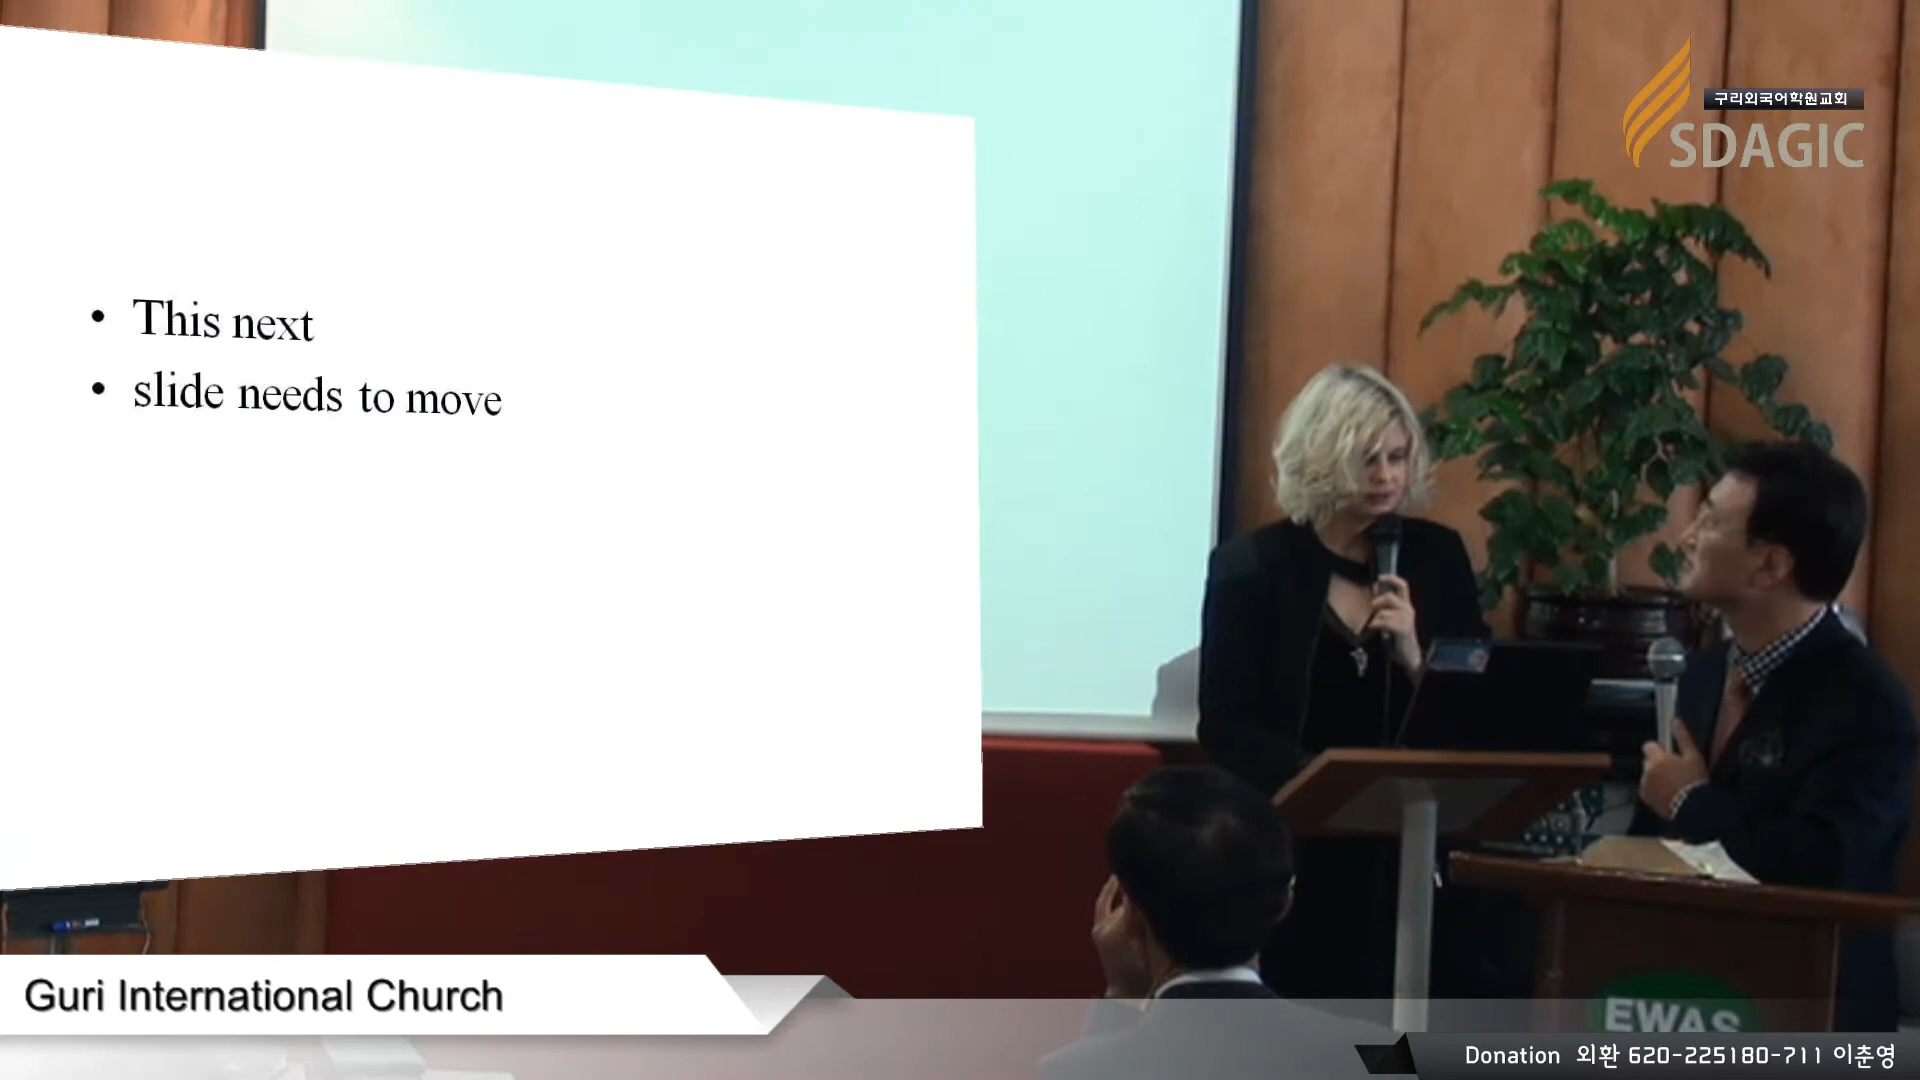 구리외국어학원교회
SDAGIC
• This next
• slide needs to move
EWAS
Guri International Church
Donation 외환 620-225180-711 이춘영